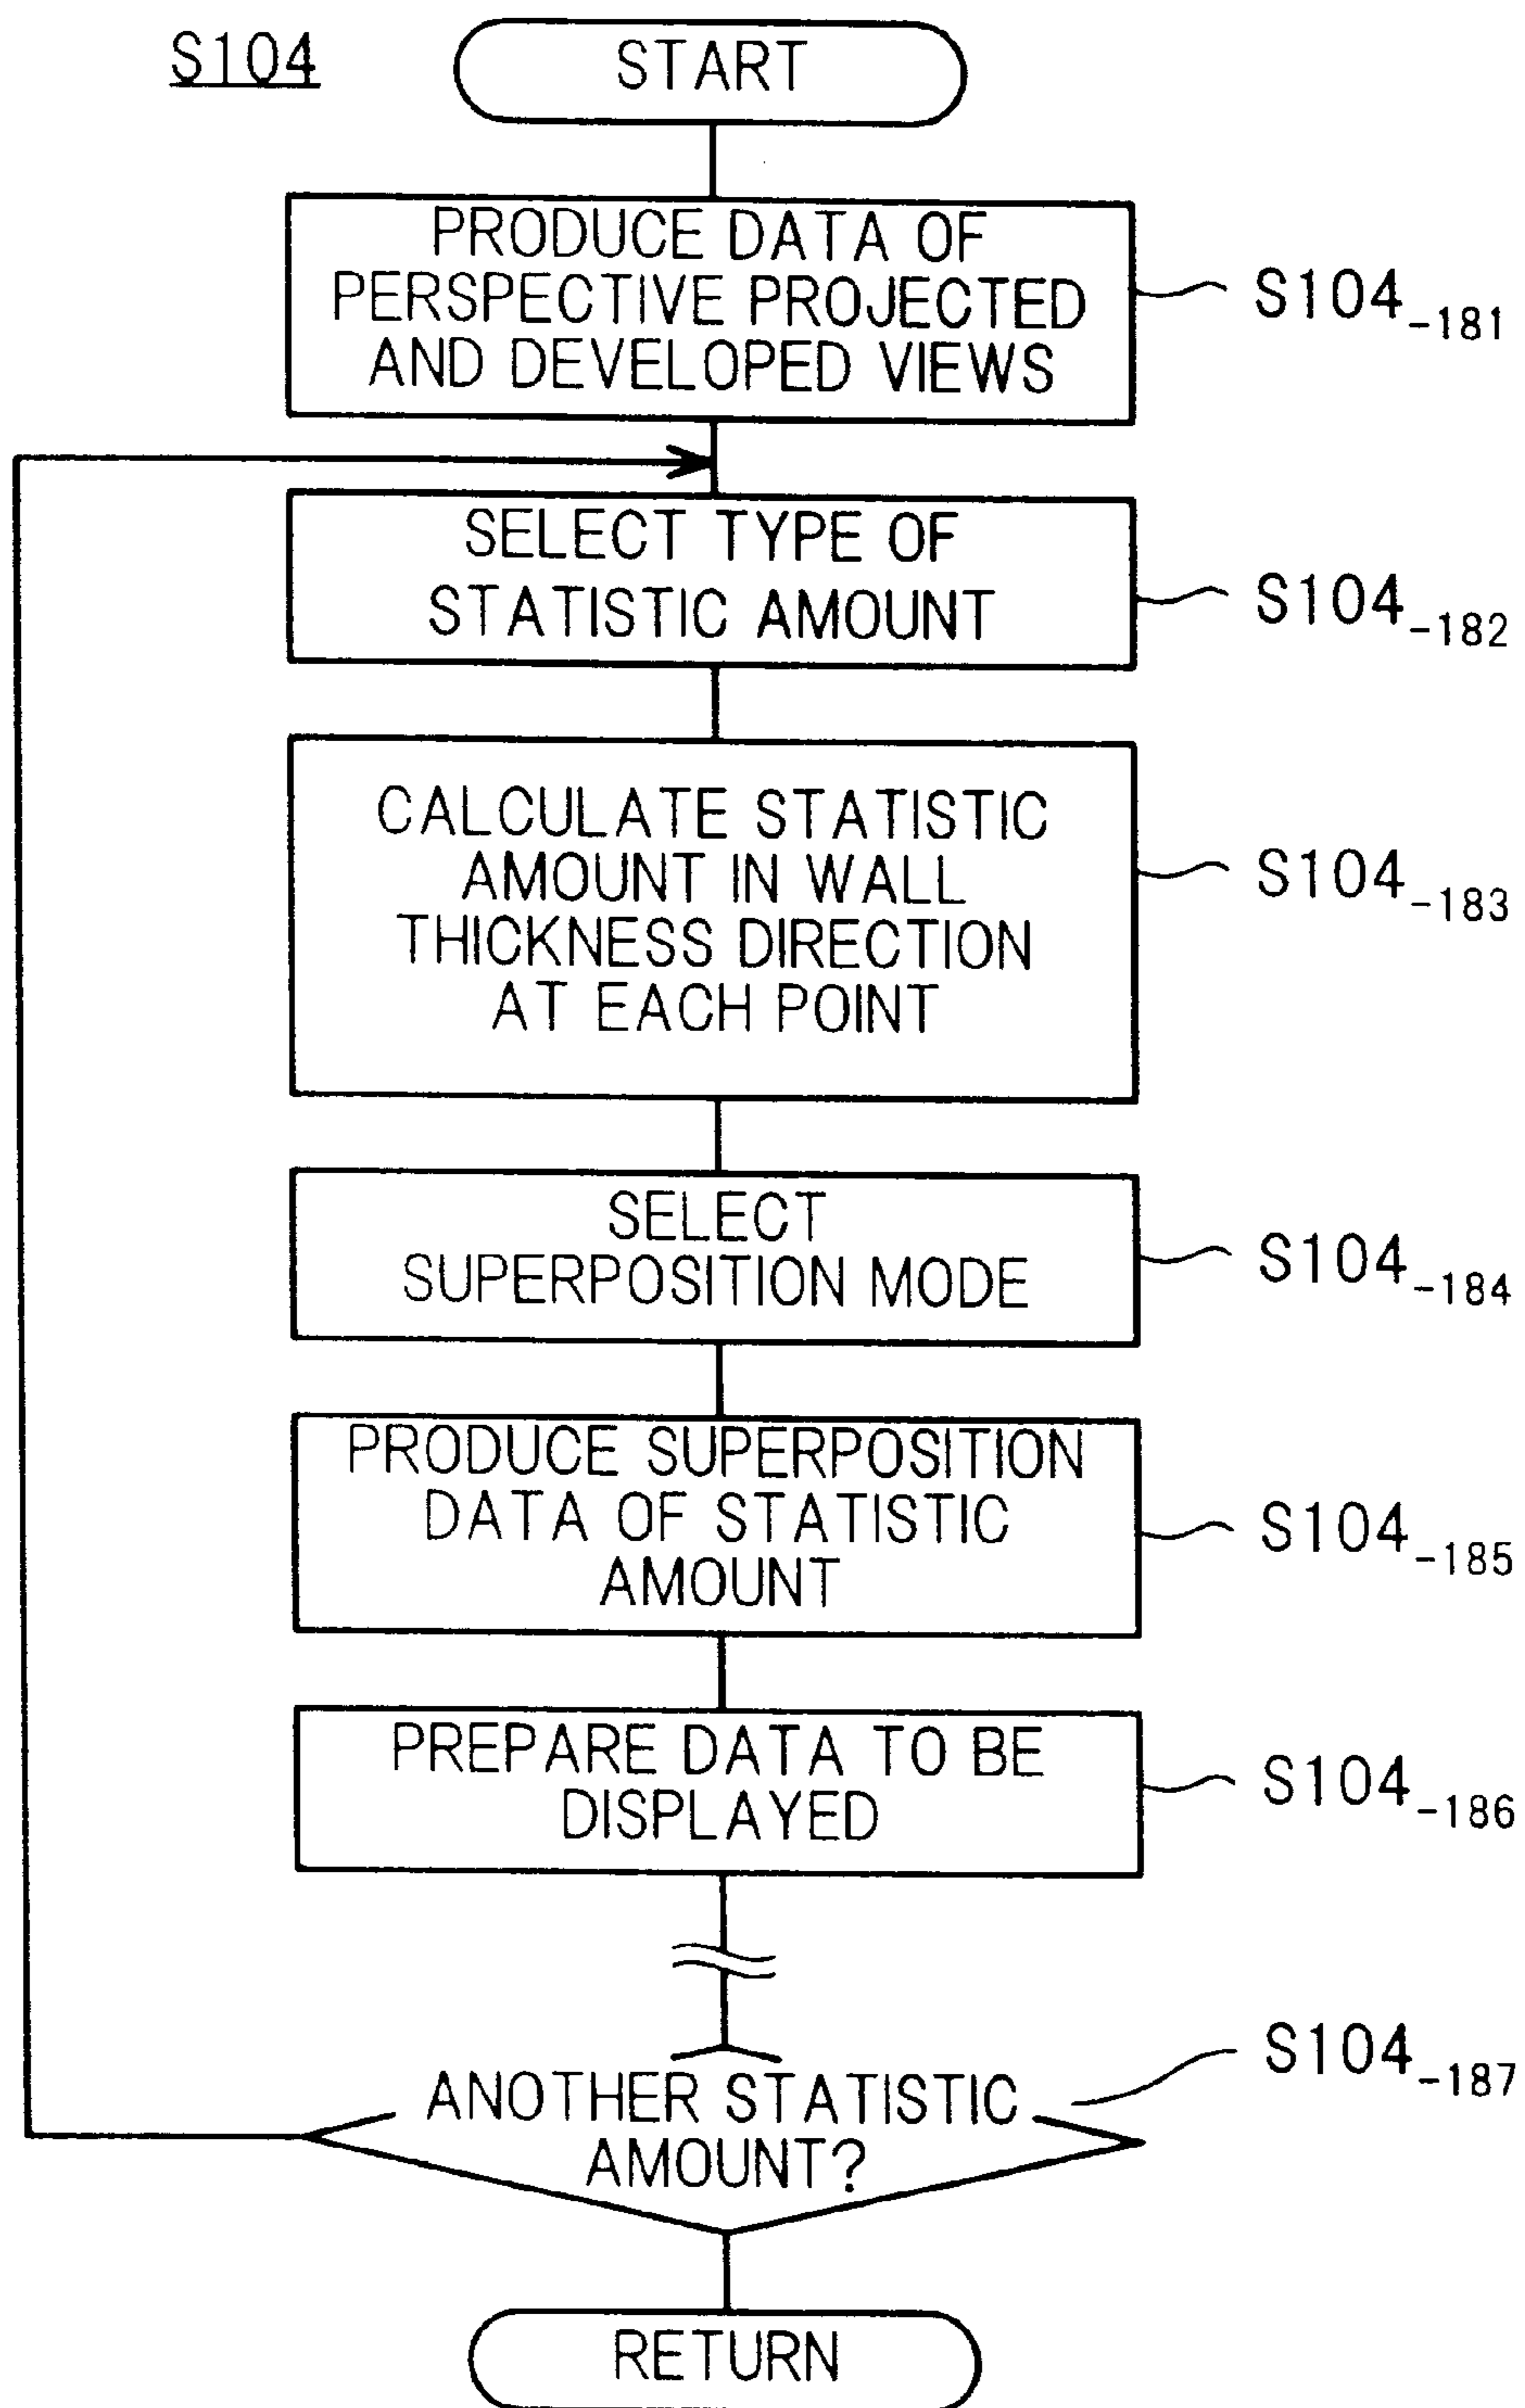 S104
START
PRODUCE DATA OF
PERSPECTIVE PROJECTED
AND DEVELOPED VIEWS
S104-181
SELECT TYPE OF
STATISTIC AMOUNT
S104-182
CALCULATE STATISTIC
AMOUNT IN WALL
THICKNESS DIRECTION
AT EACH POINT
S104-183
SELECT
SUPERPOSITION MODE
S104-184
PRODUCE SUPERPOSITION
DATA OF STATISTIC
AMOUNT
S104-185
PREPARE DATA TO BE
DISPLAYED
S104-186
ANOTHER STATISTIC
AMOUNT?
S104-187
RETURN